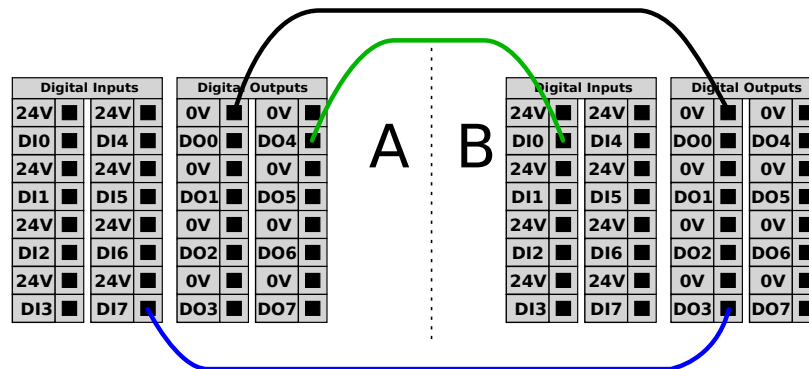 Digital Inputs Digital Outputs Digital Inputs Digital Outputs
24V 24V 0V 0V 24V 24V 0V 0V
DI0 DI4 DO0 DO4 A B DI0 DI4 DO0 DO4
24V 24V 0V 0V 24V 24V 0V 0V
DI1 DI5 DO1 DO5 DI1 DI5 DO1 DO5
24V 24V 0V 0V 24V 24V 0V 0V
DI2 DI6 DO2 DO6 DI2 DI6 DO2 DO6
24V 24V 0V 0V 24V 24V 0V 0V
DI3 DI7 DO3 DO7 DI3 DI7 DO3 DO7